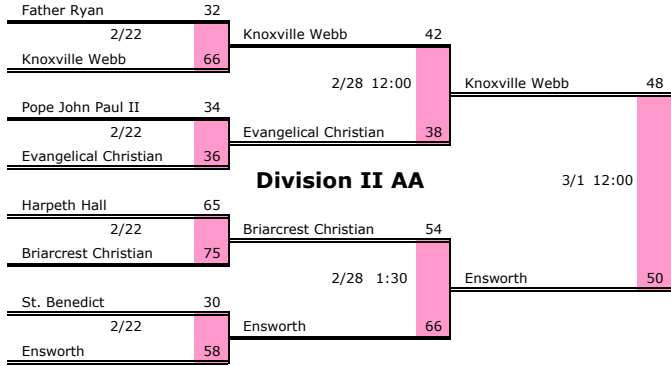 Father Ryan 32
2/22
Knoxville Webb 66
Pope John Paul II 34
2/22
Evangelical Christian 36
Harpeth Hall 65
2/22
Briarcrest Christian 75
St. Benedict 30
2/22
Ensworth 58
Knoxville Webb 42
2/28 12:00
Evangelical Christian 38
Division II AA
Briarcrest Christian 54
2/28 1:30
Ensworth 66
Knoxville Webb 48
3/1 12:00
Ensworth 50